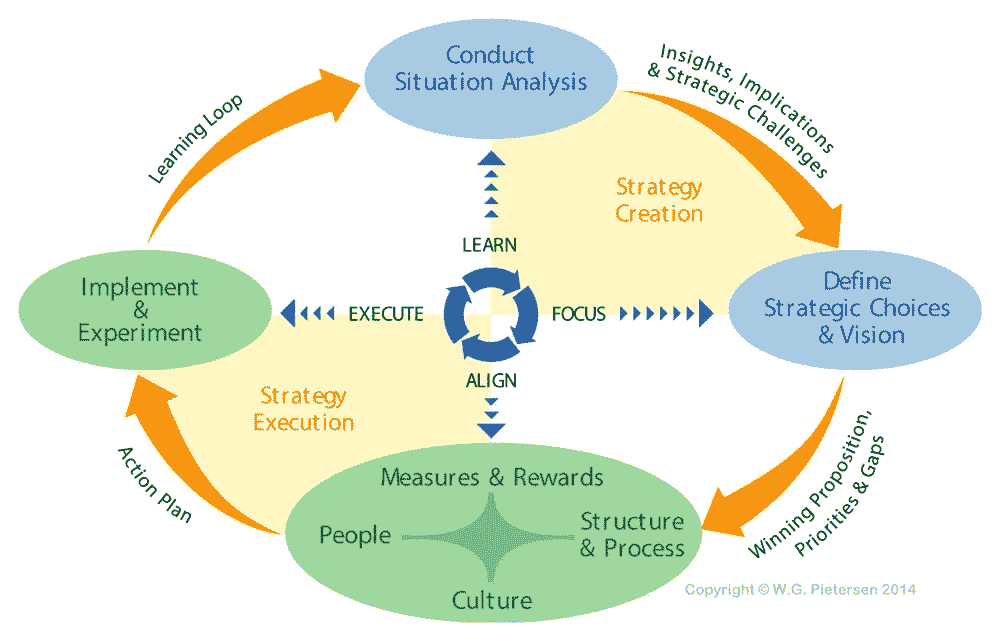 Conduct
Situation Analysis
Insights, Implications
& Strategic Challenges
Learning Loop
Strategy
Creation
LEARN
Implement
&
Experiment
EXECUTE
FOCUS
Define
Strategic Choices
& Vision
ALIGN
Strategy
Execution
Action Plan
Winning Proposition,
Priorities & Gaps
Measures & Rewards
People
Structure
& Process
Culture
Copyright © W.G. Pietersen 2014